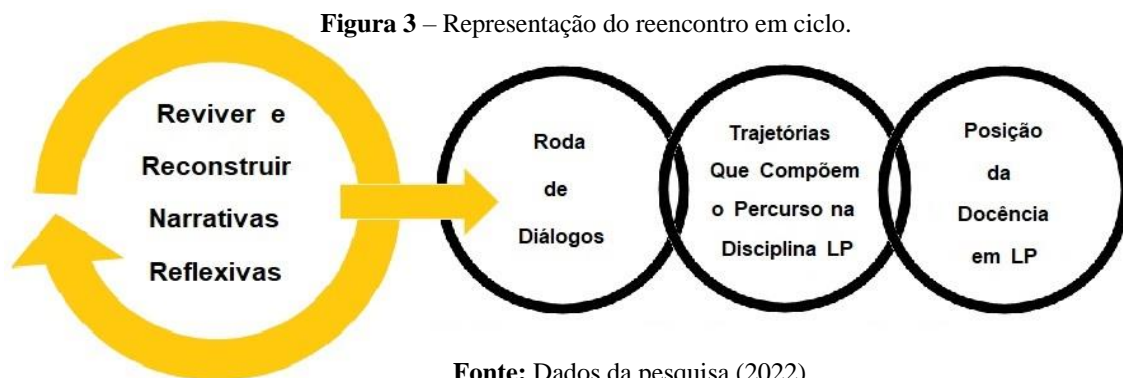 Figura 3 – Representação do reencontro em ciclo.
Reviver e
Reconstruir
Narrativas
Reflexivas
Roda
de
Diálogos
Trajetórias
Que Compõem
o Percurso na
Disciplina LP
Posição
da
Docência
em LP
Fonte: Dados da pesquisa (2022)